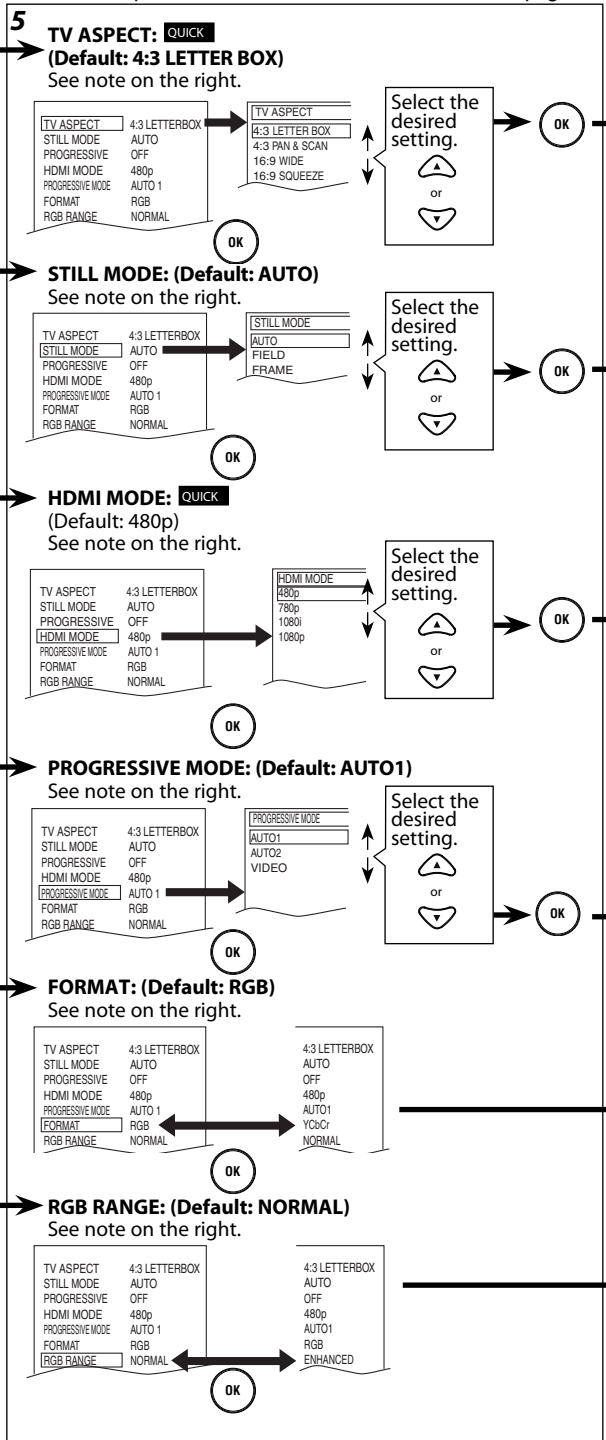 5
TV ASPECT: QUICK
(Default: 4:3 LETTER BOX)
See note on the right.
TV ASPECT 4:3 LETTERBOX
STILL MODE AUTO
PROGRESSIVE OFF
HDMI MODE 480p
PROGRESSIVE MODE AUTO 1
FORMAT RGB
RGB RANGE NORMAL
TV ASPECT
4:3 LETTER BOX
4:3 PAN & SCAN
16:9 WIDE
16:9 SQUEEZE
Select the
desired
setting.
or
OK
OK
STILL MODE: (Default: AUTO)
See note on the right.
TV ASPECT 4:3 LETTERBOX
STILL MODE AUTO
PROGRESSIVE OFF
HDMI MODE 480p
PROGRESSIVE MODE AUTO 1
FORMAT RGB
RGB RANGE NORMAL
STILL MODE
AUTO
FIELD
FRAME
Select the
desired
setting.
or
OK
OK
HDMI MODE: QUICK
(Default: 480p)
See note on the right.
TV ASPECT 4:3 LETTERBOX
STILL MODE AUTO
PROGRESSIVE OFF
HDMI MODE 480p
PROGRESSIVE MODE AUTO 1
FORMAT RGB
RGB RANGE NORMAL
HDMI MODE
480p
780p
1080i
1080p
Select the
desired
setting.
or
OK
OK
PROGRESSIVE MODE: (Default: AUTO1)
See note on the right.
TV ASPECT 4:3 LETTERBOX
STILL MODE AUTO
PROGRESSIVE OFF
HDMI MODE 480p
PROGRESSIVE MODE AUTO 1
FORMAT RGB
RGB RANGE NORMAL
PROGRESSIVE MODE
AUTO1
AUTO2
VIDEO
Select the
desired
setting.
or
OK
OK
FORMAT: (Default: RGB)
See note on the right.
TV ASPECT 4:3 LETTERBOX
STILL MODE AUTO
PROGRESSIVE OFF
HDMI MODE 480p
PROGRESSIVE MODE AUTO 1
FORMAT RGB
RGB RANGE NORMAL
4:3 LETTERBOX
AUTO
OFF
480p
AUTO1
YCbCr
NORMAL
OK
RGB RANGE: (Default: NORMAL)
See note on the right.
TV ASPECT 4:3 LETTERBOX
STILL MODE AUTO
PROGRESSIVE OFF
HDMI MODE 480p
PROGRESSIVE MODE AUTO 1
FORMAT RGB
RGB RANGE NORMAL
4:3 LETTERBOX
AUTO
OFF
480p
AUTO1
RGB
ENHANCED
OK